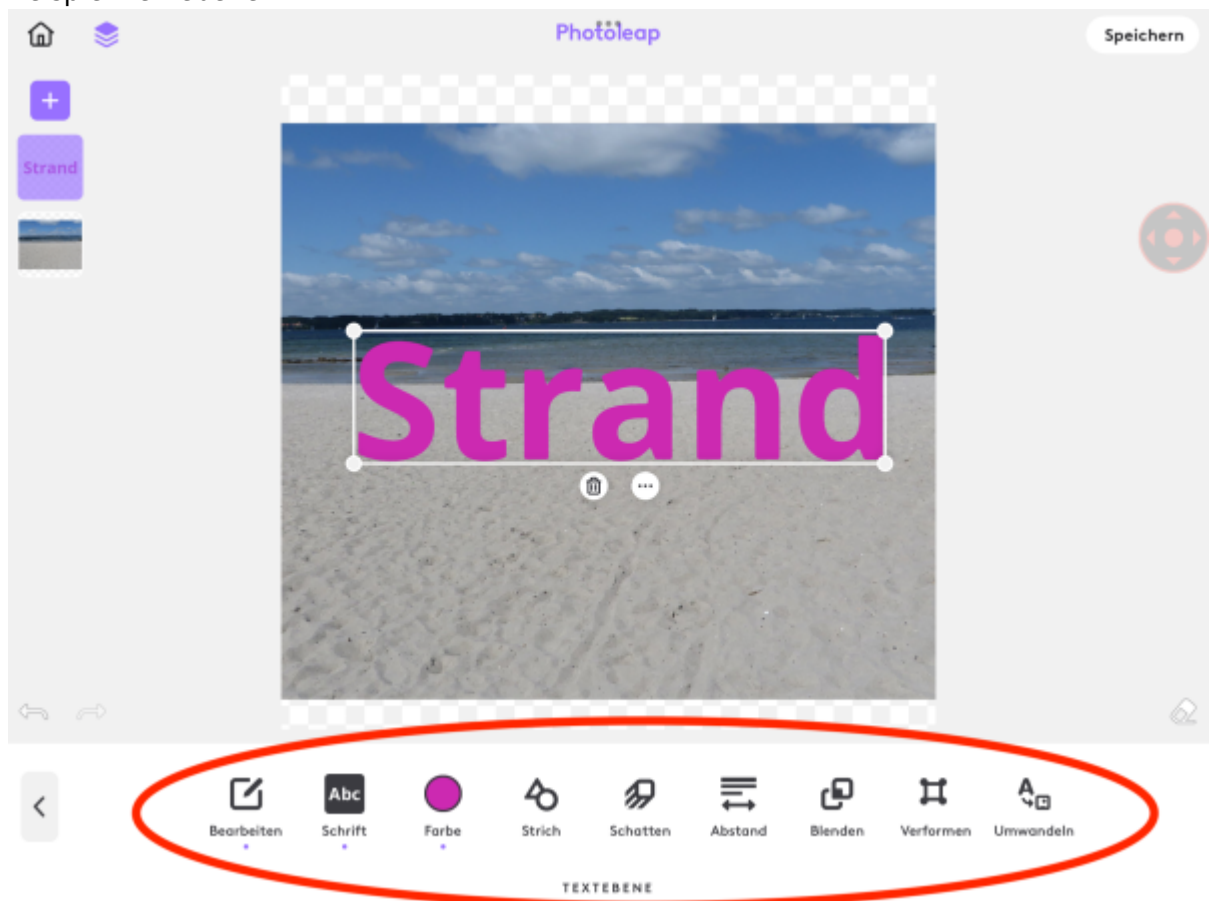 Photoleap
Speichern
Strand
Strand
Abc
Bearbeiten
Schrift
Farbe
Strich
Schatten
Abstand
Blenden
Verformen
Umwandeln
TEXTEBENE